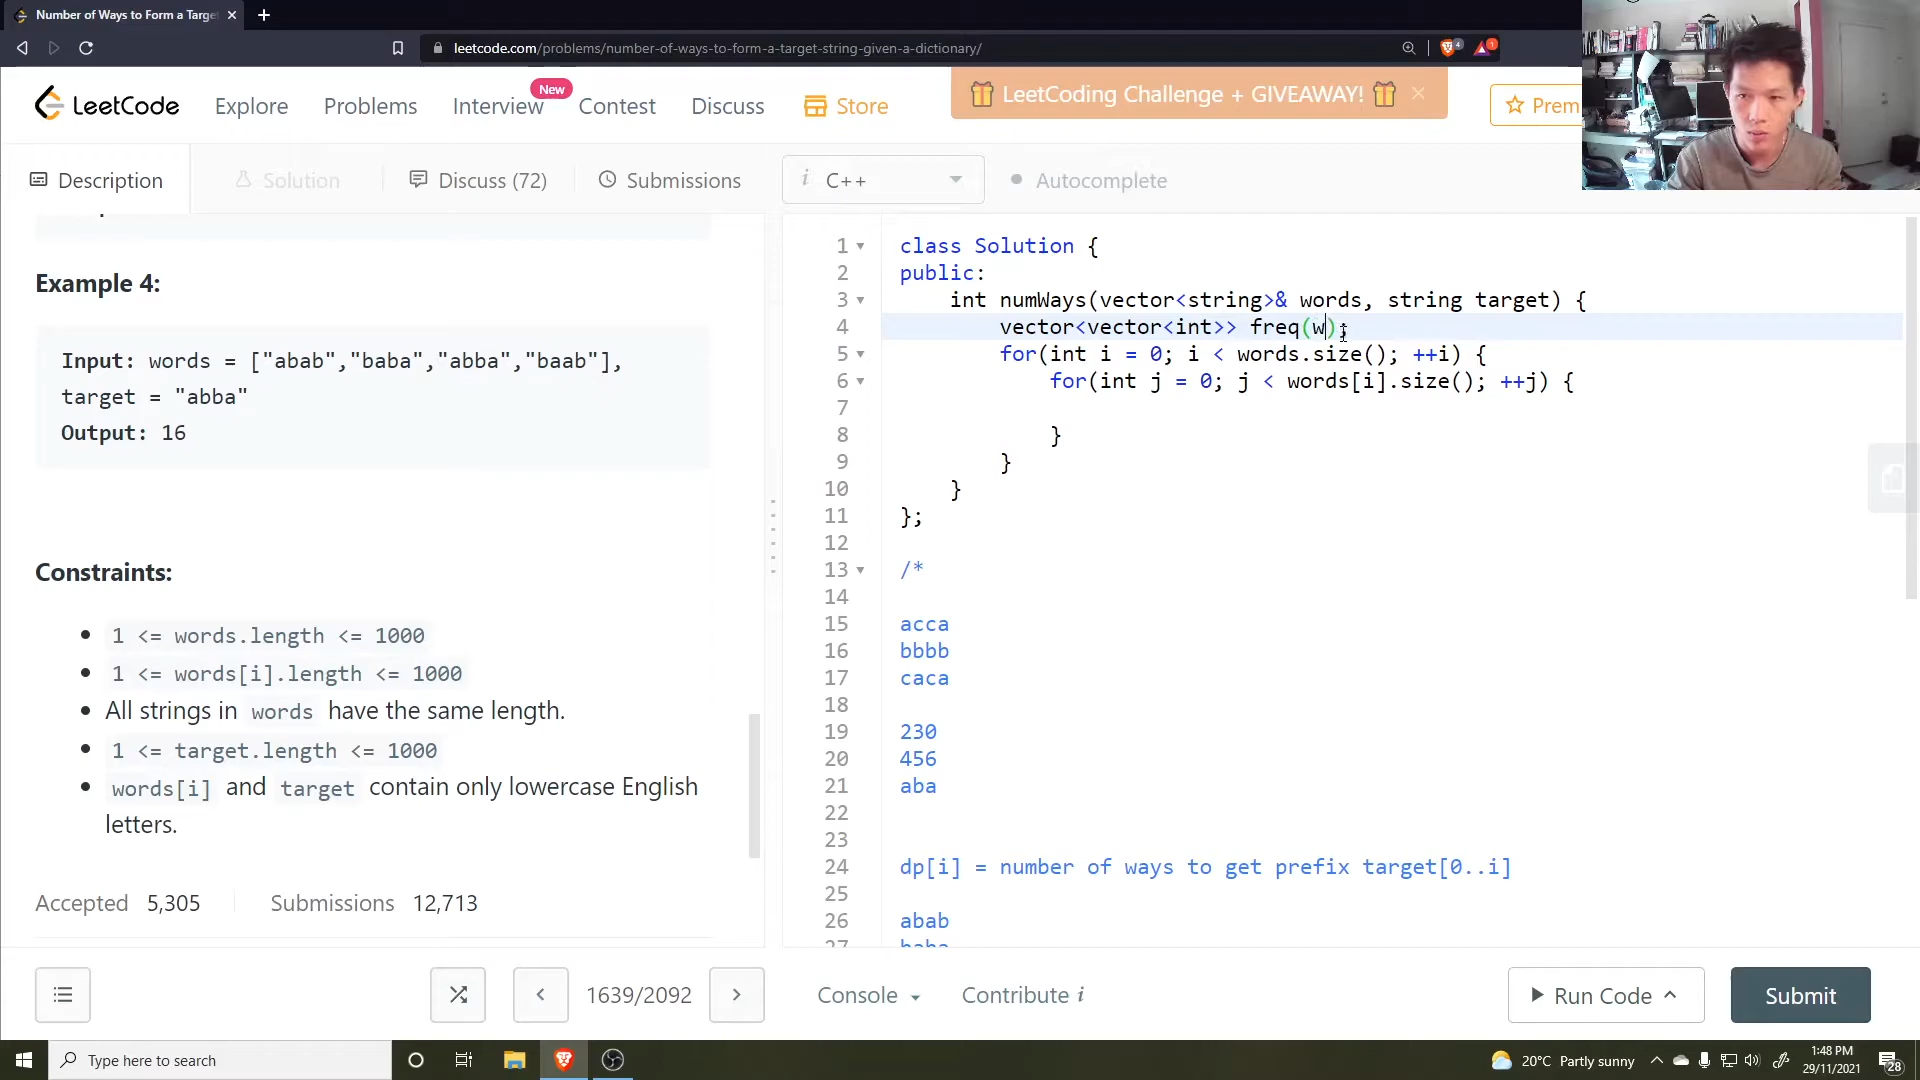 Number of Ways to Form a Targe
leetcode.com/problems/number-of-ways-to-form-a-target-string-given-a-dictionary/
4
1
LeetCode
Explore
Problems
Interview
New
Contest
Discuss
Store
LeetCoding Challenge + GIVEAWAY!
Prem
Description
Solution
Discuss (72)
Submissions
i C++
Autocomplete
Example 4:
Input: words = ["abab","baba","abba","baab"],
target = "abba"
Output: 16
Constraints:
1 <= words.length <= 1000
1 <= words[i].length <= 1000
All strings in words have the same length.
1 <= target.length <= 1000
words[i] and target contain only lowercase English
letters.
Accepted 5,305
Submissions 12,713
1 class Solution {
2 public:
3 int numWays(vector<string>& words, string target) {
4 vector<vector<int>> freq(w);
5 for(int i = 0; i < words.size(); ++i) {
6 for(int j = 0; j < words[i].size(); ++j) {
7
8 }
9 }
10 }
11 };
12
13 /*
14
15 acca
16 bbbb
17 caca
18
19 230
20 456
21 aba
22
23
24 dp[i] = number of ways to get prefix target[0..i]
25
26 abab
27 baba
1639/2092
Console
Contribute i
Run Code
Submit
Type here to search
20°C Partly sunny
1:48 PM
29/11/2021
28